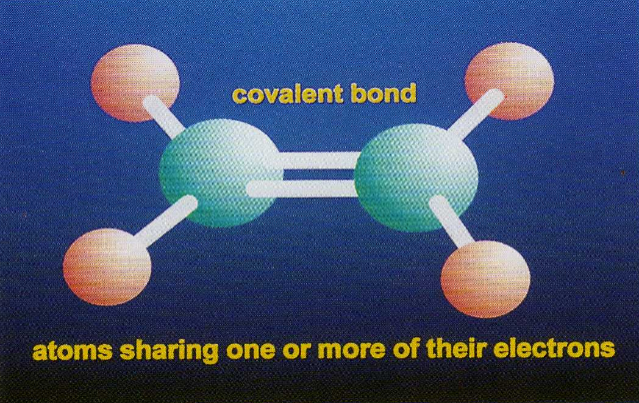 covalent bond
atoms sharing one or more of their electrons